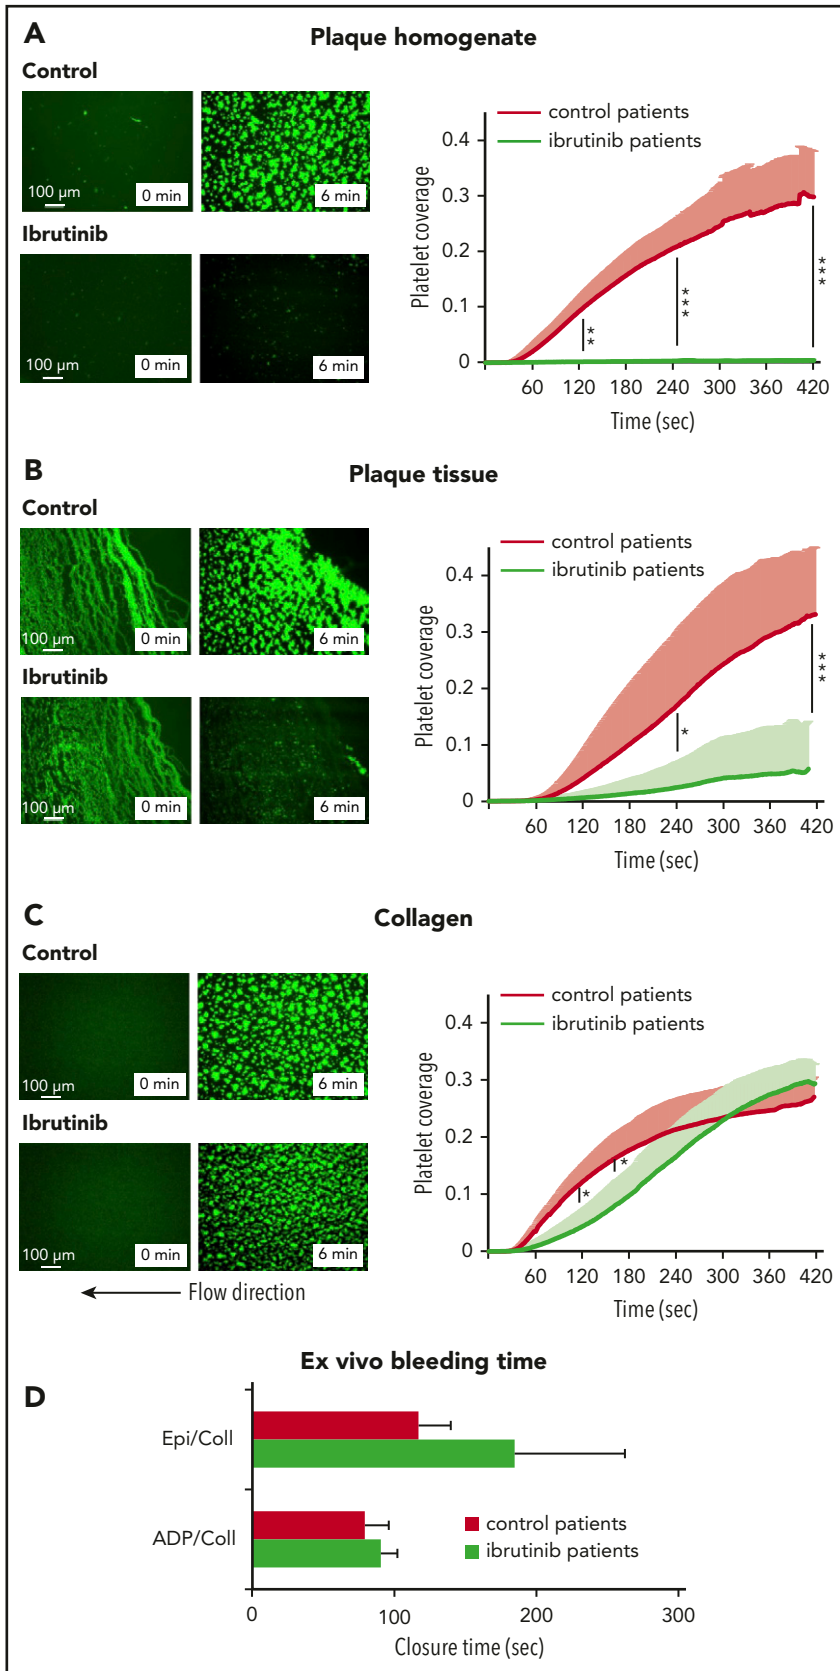 A
Plaque homogenate
Control
100 µm
0 min
6 min
Ibrutinib
100 µm
0 min
6 min
control patients
ibrutinib patients
Platelet coverage
0.4
0.3
0.2
0.1
0
**
***
***
60 120 180 240 300 360 420
Time (sec)
B
Plaque tissue
Control
100 µm
0 min
6 min
Ibrutinib
100 µm
0 min
6 min
control patients
ibrutinib patients
Platelet coverage
0.4
0.3
0.2
0.1
0
*
***
60 120 180 240 300 360 420
Time (sec)
C
Collagen
Control
100 µm
0 min
6 min
Ibrutinib
100 µm
0 min
6 min
Flow direction
control patients
ibrutinib patients
Platelet coverage
0.4
0.3
0.2
0.1
0
*
*
60 120 180 240 300 360 420
Time (sec)
Ex vivo bleeding time
D
Epi/Coll
ADP/Coll
control patients
ibrutinib patients
0 100 200 300
Closure time (sec)